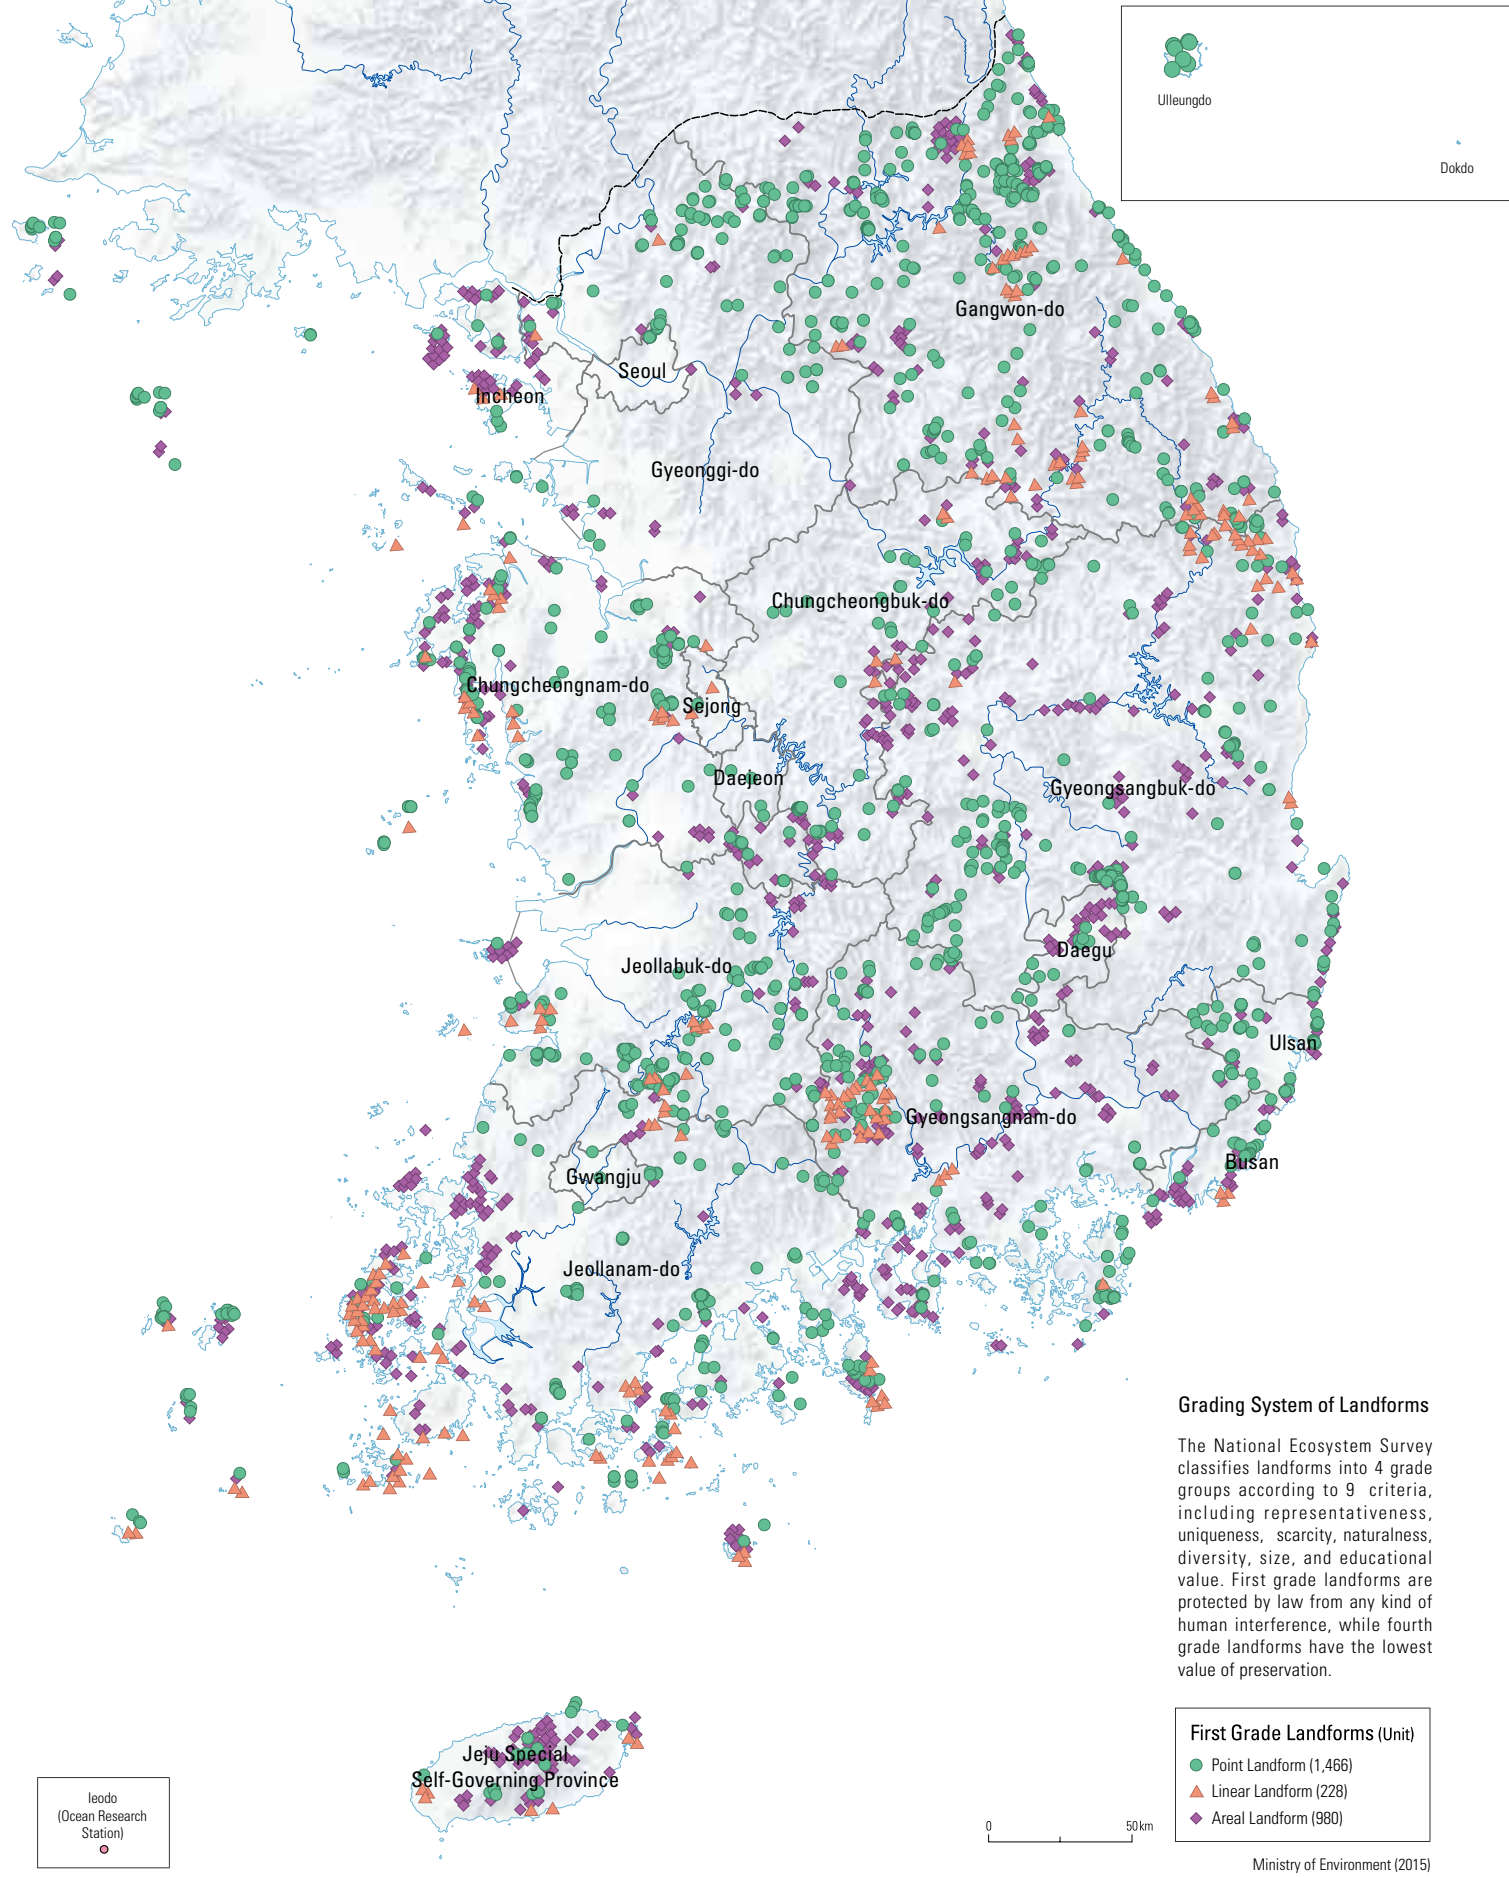 Ulleungdo
Dokdo
Gangwon-do
Seoul
Incheon
Gyeonggi-do
Chungcheongbuk-do
Chungcheongnam-do
Sejong
Daejeon
Gyeongsangbuk-do
Daegu
Jeollabuk-do
Ulsan
Gyeongsangnam-do
Busan
Gwangju
Jeollanam-do
Grading System of Landforms
The National Ecosystem Survey
classifies landforms into 4 grade
groups according to 9 criteria,
including representativeness,
uniqueness, scarcity, naturalness,
diversity, size, and educational
value. First grade landforms are
protected by law from any kind of
human interference, while fourth
grade landforms have the lowest
value of preservation.
Jeju Special
Self-Governing Province
Ieodo
(Ocean Research
Station)
0 50 km
First Grade Landforms (Unit)
Point Landform (1,466)
Linear Landform (228)
Areal Landform (980)
Ministry of Environment (2015)